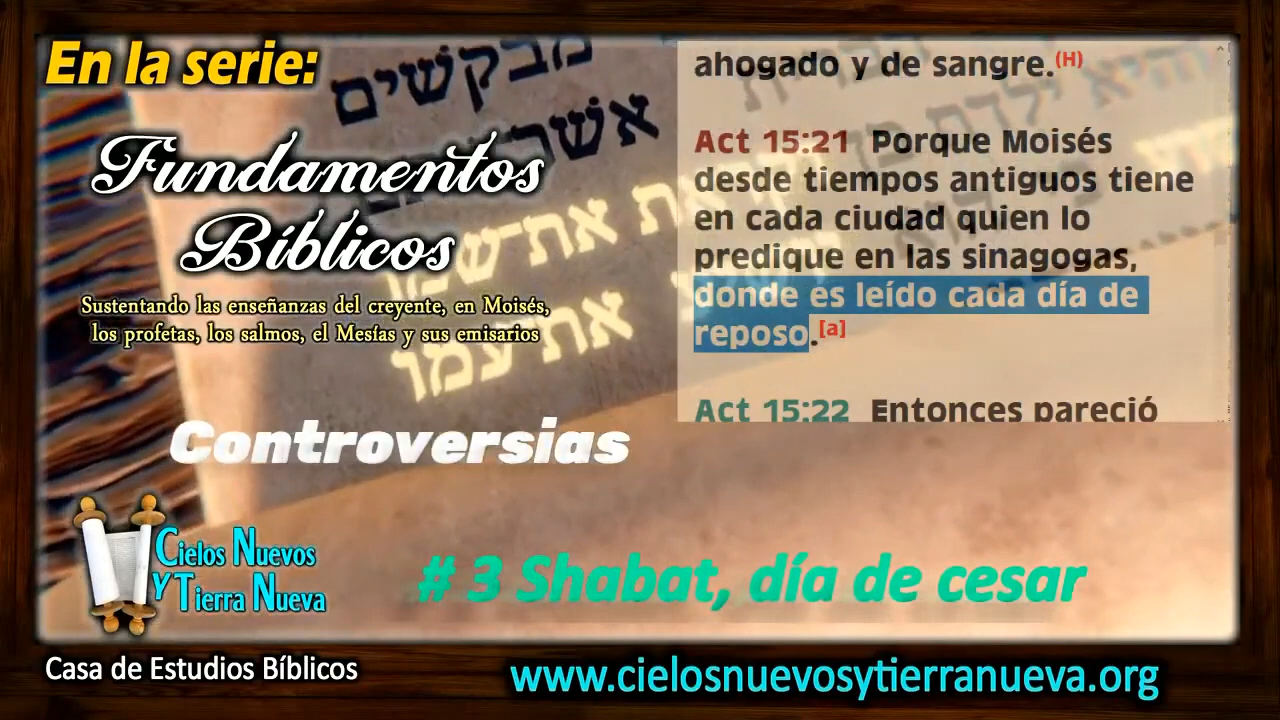 En la serie:
Fundamentos
Bíblicos
Sustentando las enseñanzas del creyente, en Moisés,
los profetas, los salmos, el Mesías y sus emisarios
Controversias
ahogado y de sangre.(H)
Act 15:21 Porque Moisés
desde tiempos antiguos tiene
en cada ciudad quien lo
predique en las sinagogas,
donde es leído cada día de
reposo.[a]
Act 15:22 Entonces pareció
מבקשים
את־עמו
Cielos Nuevos
Y Tierra Nueva
# 3 Shabat, día de cesar
Casa de Estudios Bíblicos
www.cielosnuevosytierranueva.org